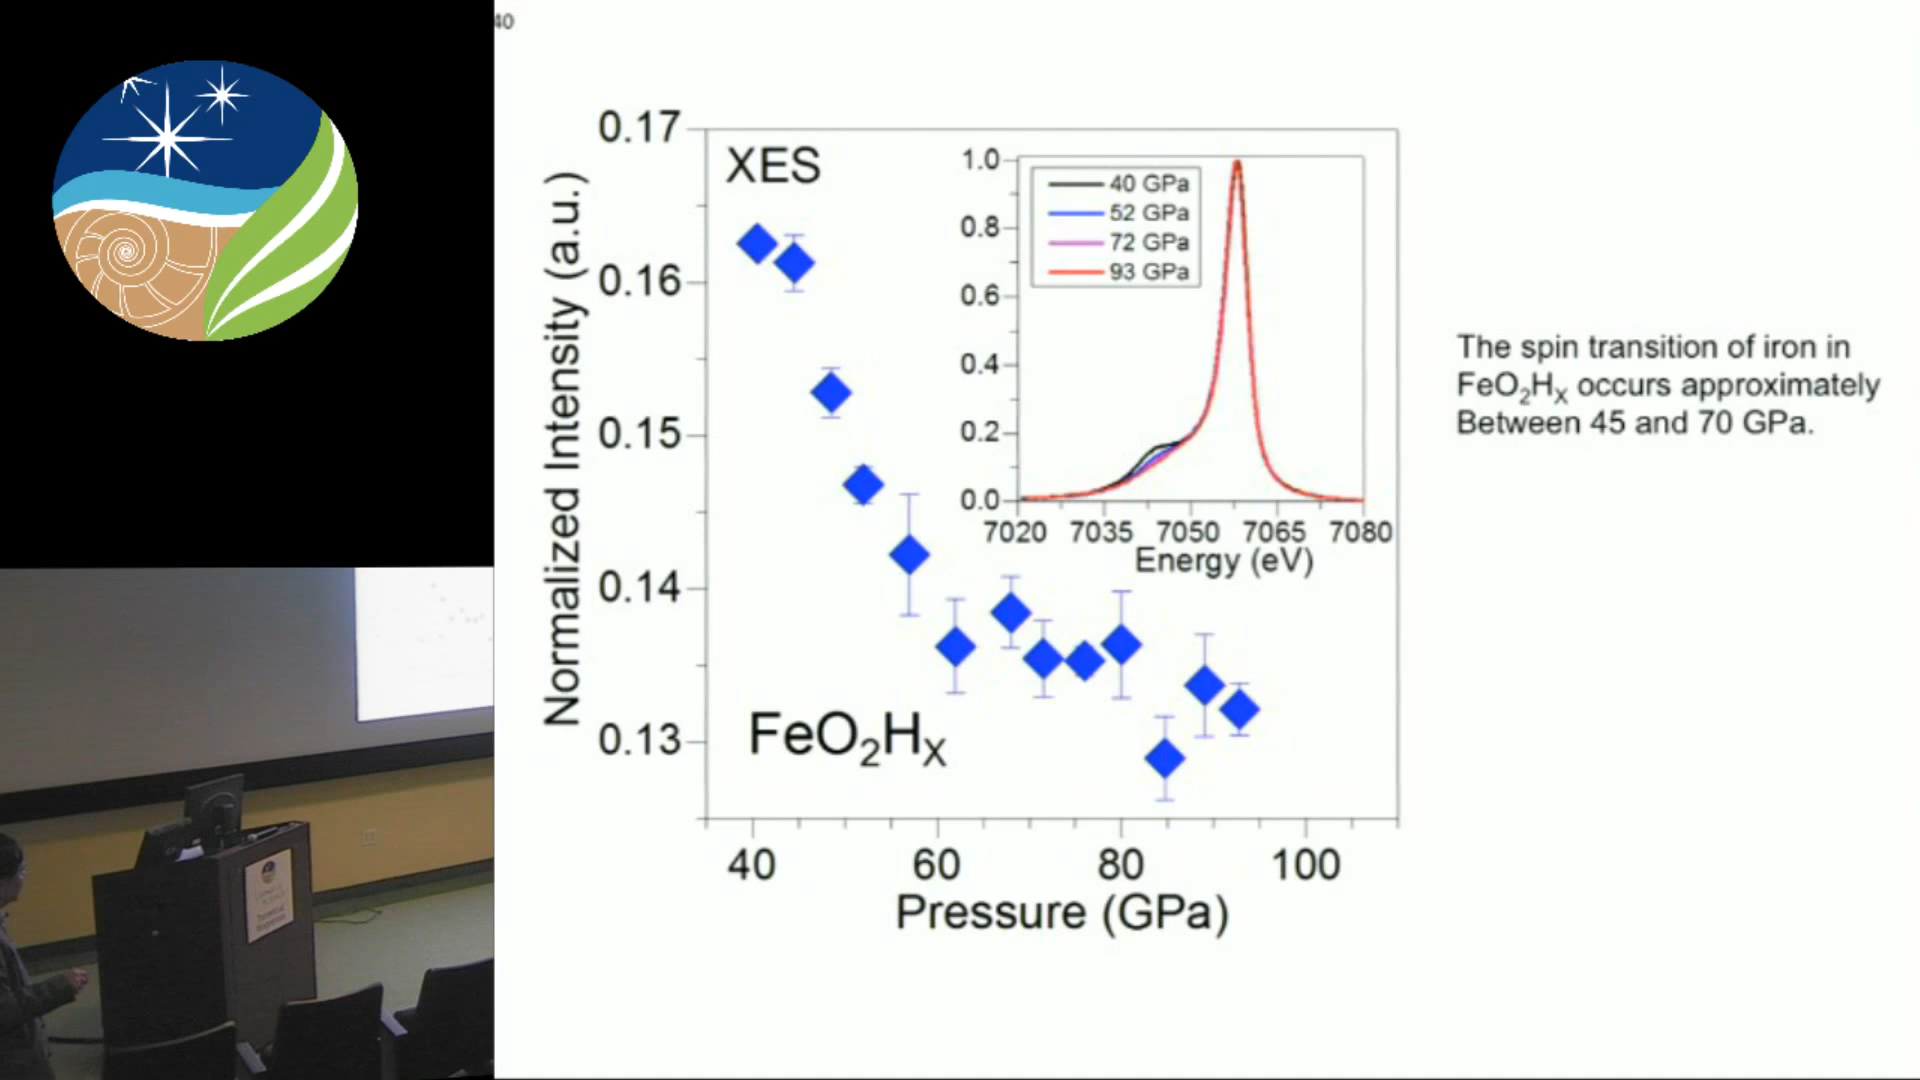 40
0.17
0.16
0.15
0.14
0.13
Normalized Intensity (a.u.)
XES
FeO₂Hₓ
40 60 80 100
Pressure (GPa)
1.0
0.8
0.6
0.4
0.2
0.0
40 GPa
52 GPa
72 GPa
93 GPa
7020 7035 7050 7065 7080
Energy (eV)
The spin transition of iron in
FeO₂Hₓ occurs approximately
Between 45 and 70 GPa.